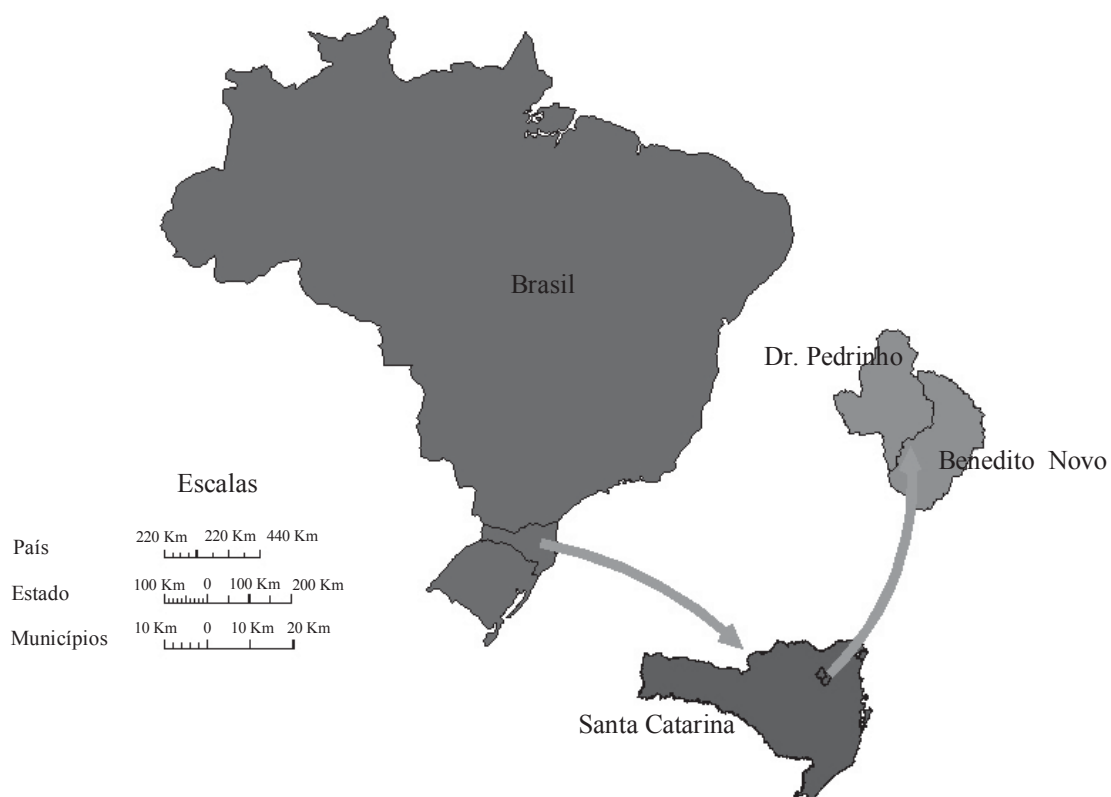 Brasil
Dr. Pedrinho
Benedito Novo
Escalas
País
220 Km 220 Km 440 Km
Estado
100 Km 0 100 Km 200 Km
Municípios
10 Km 0 10 Km 20 Km
Santa Catarina